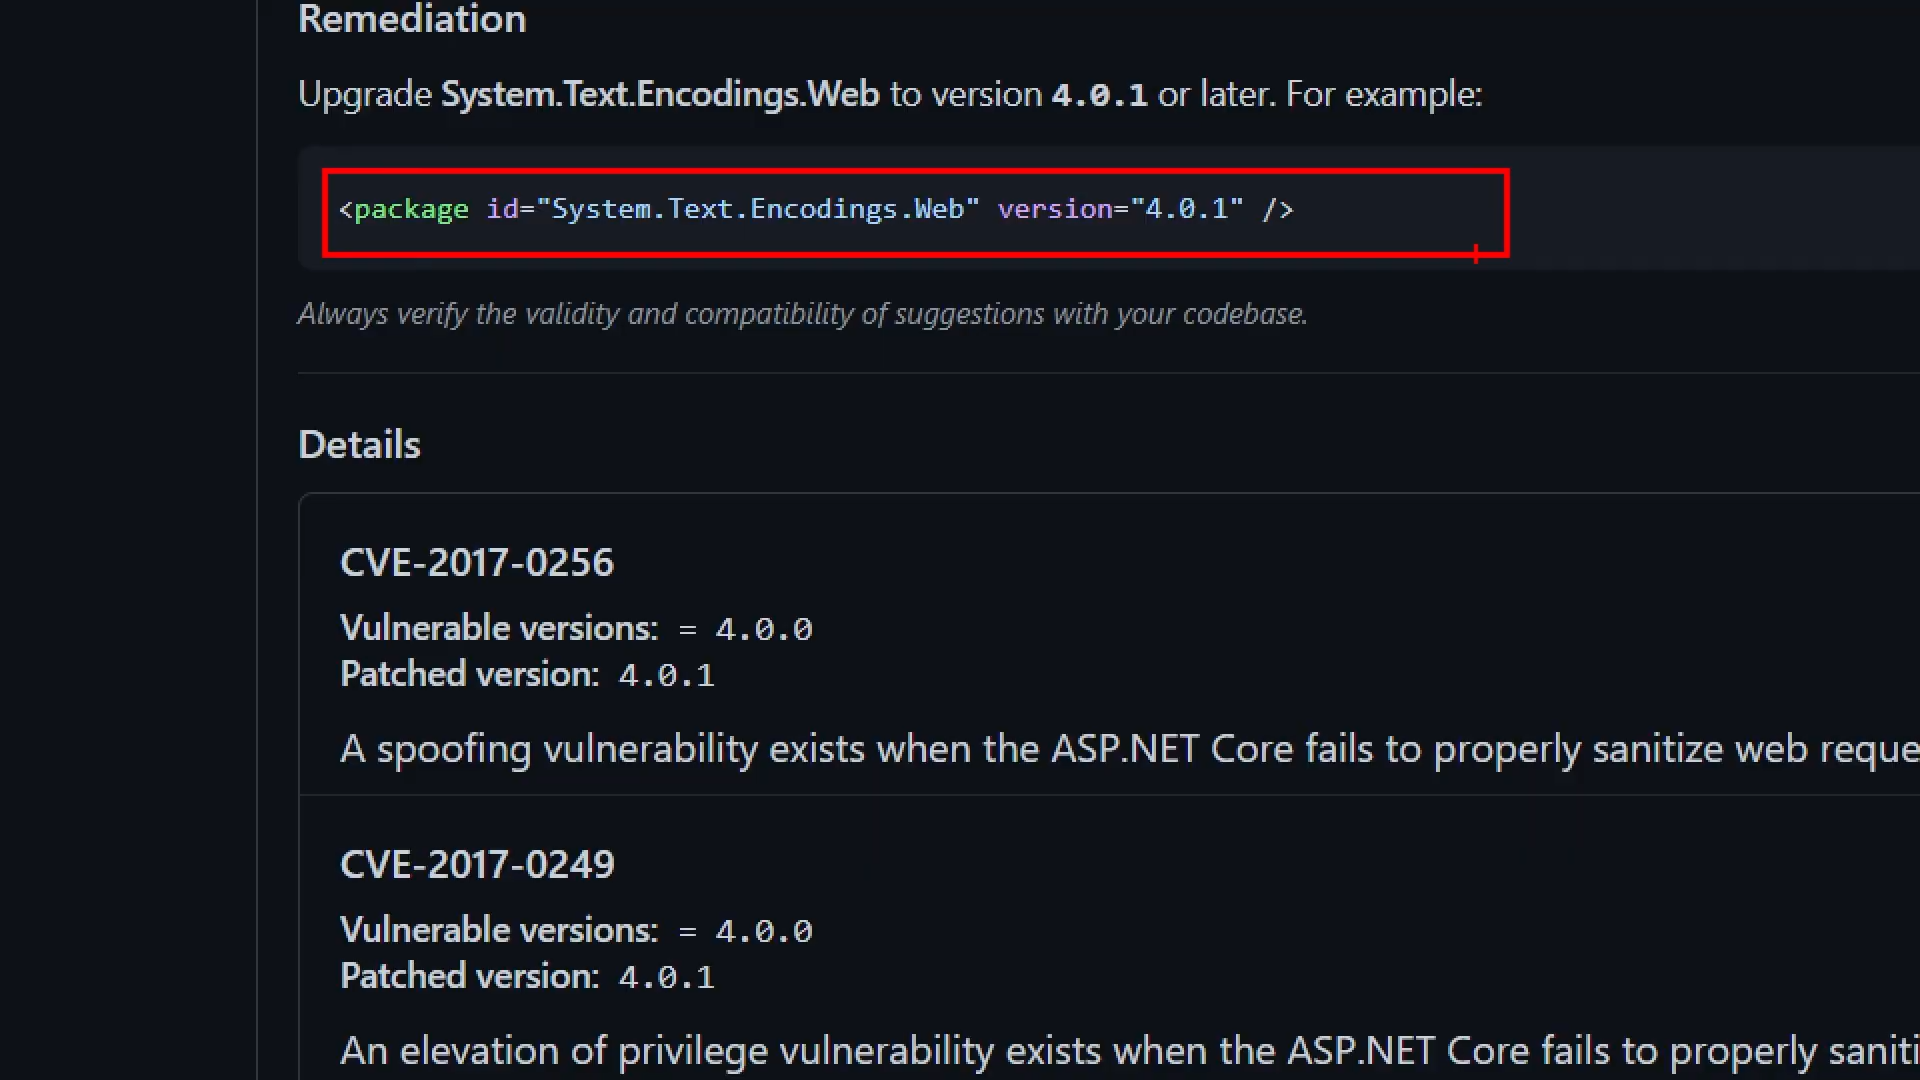 Remediation
Upgrade System.Text.Encodings.Web to version 4.0.1 or later. For example:
<package id="System.Text.Encodings.Web" version="4.0.1" />
Always verify the validity and compatibility of suggestions with your codebase.
Details
CVE-2017-0256
Vulnerable versions: = 4.0.0
Patched version: 4.0.1
A spoofing vulnerability exists when the ASP.NET Core fails to properly sanitize web reque
CVE-2017-0249
Vulnerable versions: = 4.0.0
Patched version: 4.0.1
An elevation of privilege vulnerability exists when the ASP.NET Core fails to properly saniti